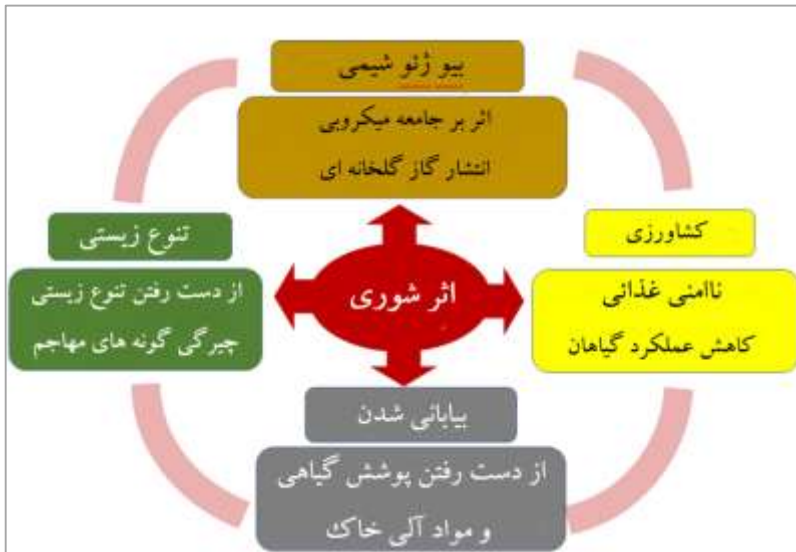 بیو ژئو شیمی
اثر بر جامعه میکروبی
انتشار گاز گلخانه ای
کشاورزی
ناامنی غذائی
کاهش عملکرد گیاهان
اثر شوری
تنوع زیستی
از دست رفتن تنوع زیستی
چیرگی گونه های مهاجم
بیابانی شدن
از دست رفتن پوشش گیاهی
و مواد آلی خاک